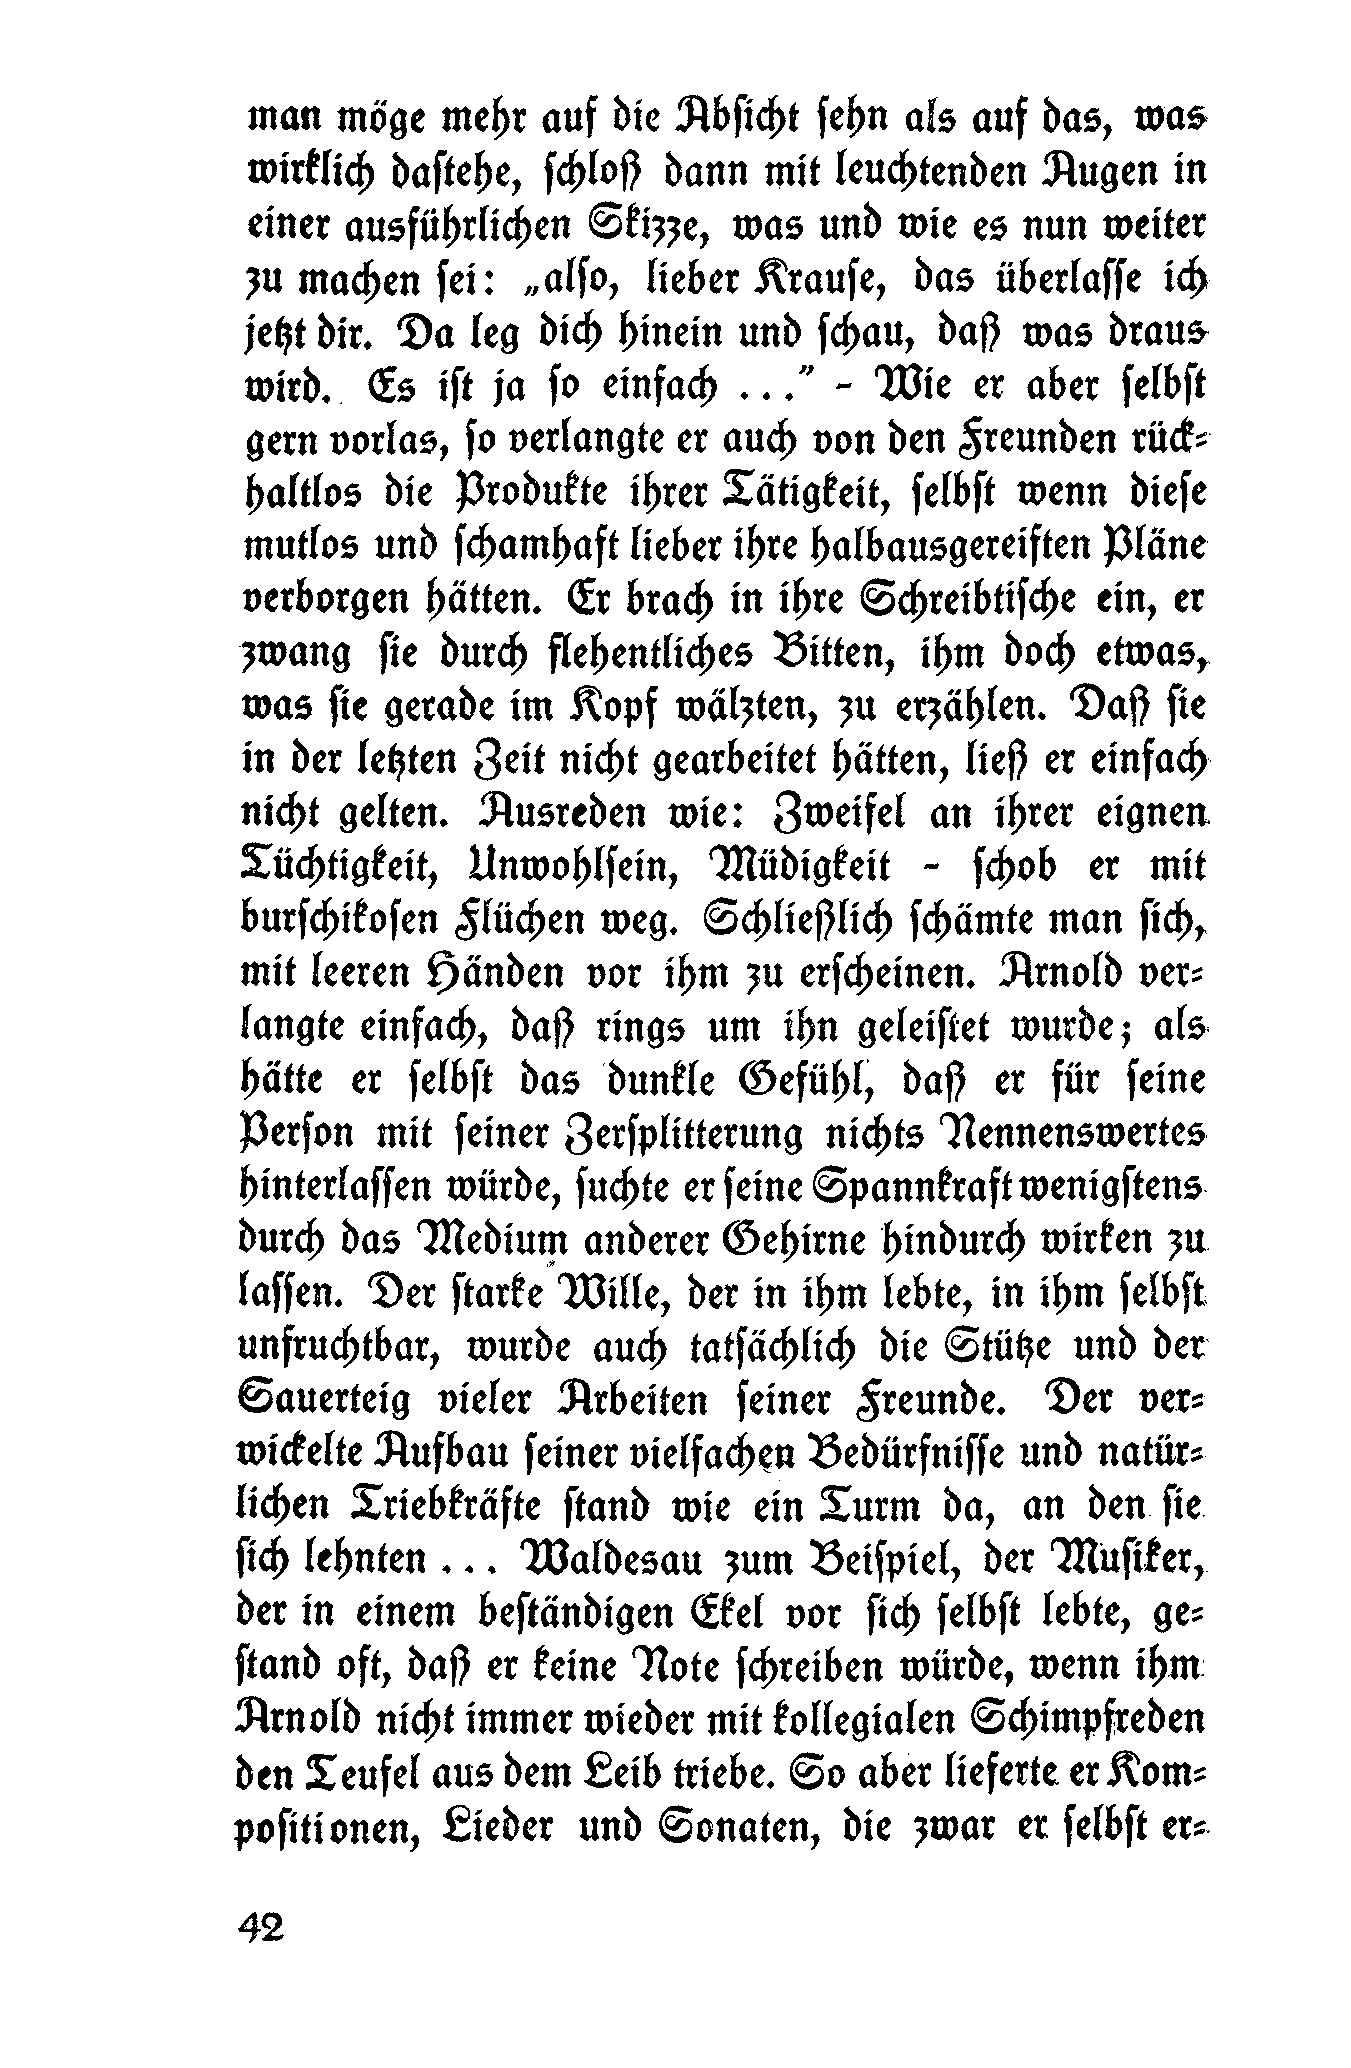 man möge mehr auf die Absicht sehn als auf das, was
wirklich dastehe, schloß dann mit leuchtenden Augen in
einer ausführlichen Skizze, was und wie es nun weiter
zu machen sei: „also, lieber Krause, das überlasse ich
jetzt dir. Da leg dich hinein und schau, daß was draus
wird. Es ist ja so einfach ...” – Wie er aber selbst
gern vorlas, so verlangte er auch von den Freunden rück-
haltlos die Produkte ihrer Tätigkeit, selbst wenn diese
mutlos und schamhaft lieber ihre halbausgereiften Pläne
verborgen hätten. Er brach in ihre Schreibtische ein, er
zwang sie durch flehentliches Bitten, ihm doch etwas,
was sie gerade im Kopf wälzten, zu erzählen. Daß sie
in der letzten Zeit nicht gearbeitet hätten, ließ er einfach
nicht gelten. Ausreden wie: Zweifel an ihrer eignen
Tüchtigkeit, Unwohlsein, Müdigkeit – schob er mit
burschikosen Flüchen weg. Schließlich schämte man sich,
mit leeren Händen vor ihm zu erscheinen. Arnold ver-
langte einfach, daß rings um ihn geleistet wurde; als
hätte er selbst das dunkle Gefühl, daß er für seine
Person mit seiner Zersplitterung nichts Nennenswertes
hinterlassen würde, suchte er seine Spannkraft wenigstens
durch das Medium anderer Gehirne hindurch wirken zu
lassen. Der starke Wille, der in ihm lebte, in ihm selbst
unfruchtbar, wurde auch tatsächlich die Stütze und der
Sauerteig vieler Arbeiten seiner Freunde. Der ver-
wickelte Aufbau seiner vielfachen Bedürfnisse und natür-
lichen Triebkräfte stand wie ein Turm da, an den sie
sich lehnten ... Waldesau zum Beispiel, der Musiker,
der in einem beständigen Ekel vor sich selbst lebte, ge-
stand oft, daß er keine Note schreiben würde, wenn ihm
Arnold nicht immer wieder mit kollegialen Schimpfreden
den Teufel aus dem Leib triebe. So aber lieferte er Kom-
positionen, Lieder und Sonaten, die zwar er selbst er-
42